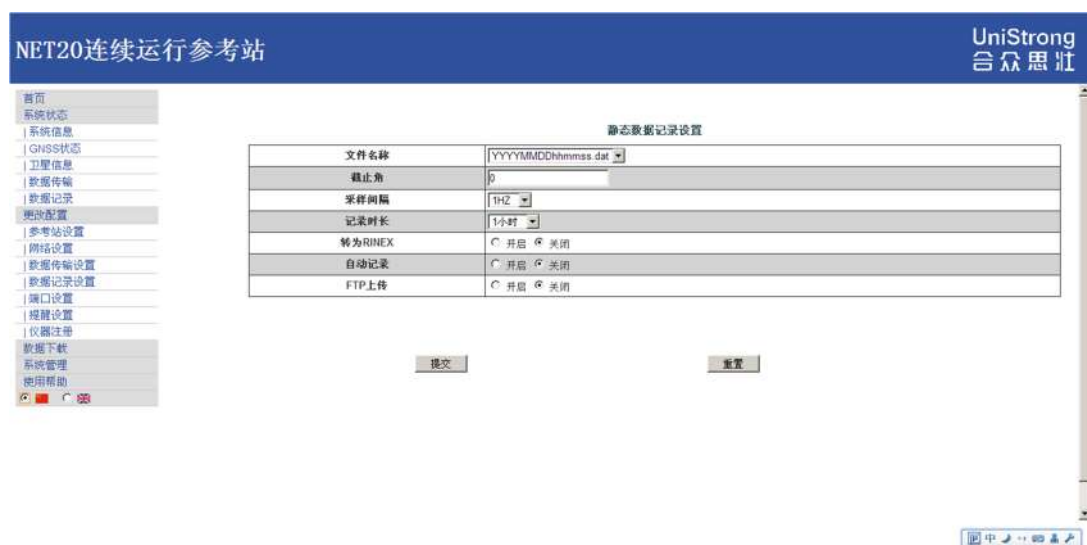 NET20连续运行参考站
UniStrong
合众思壮
首页
系统状态
|系统信息
|GNSS状态
|卫星信息
|数据传输
|数据记录
更改配置
|参考站设置
|网络设置
|数据传输设置
|数据记录设置
|端口设置
|提醒设置
|仪器注册
数据下载
系统管理
使用帮助
静态数据记录设置
文件名称 YYYYMMDDhhmmss.dat
截止角 0
采样间隔 1HZ
记录时长 1小时
转为RINEX 开启 关闭
自动记录 开启 关闭
FTP上传 开启 关闭
提交 重置
中